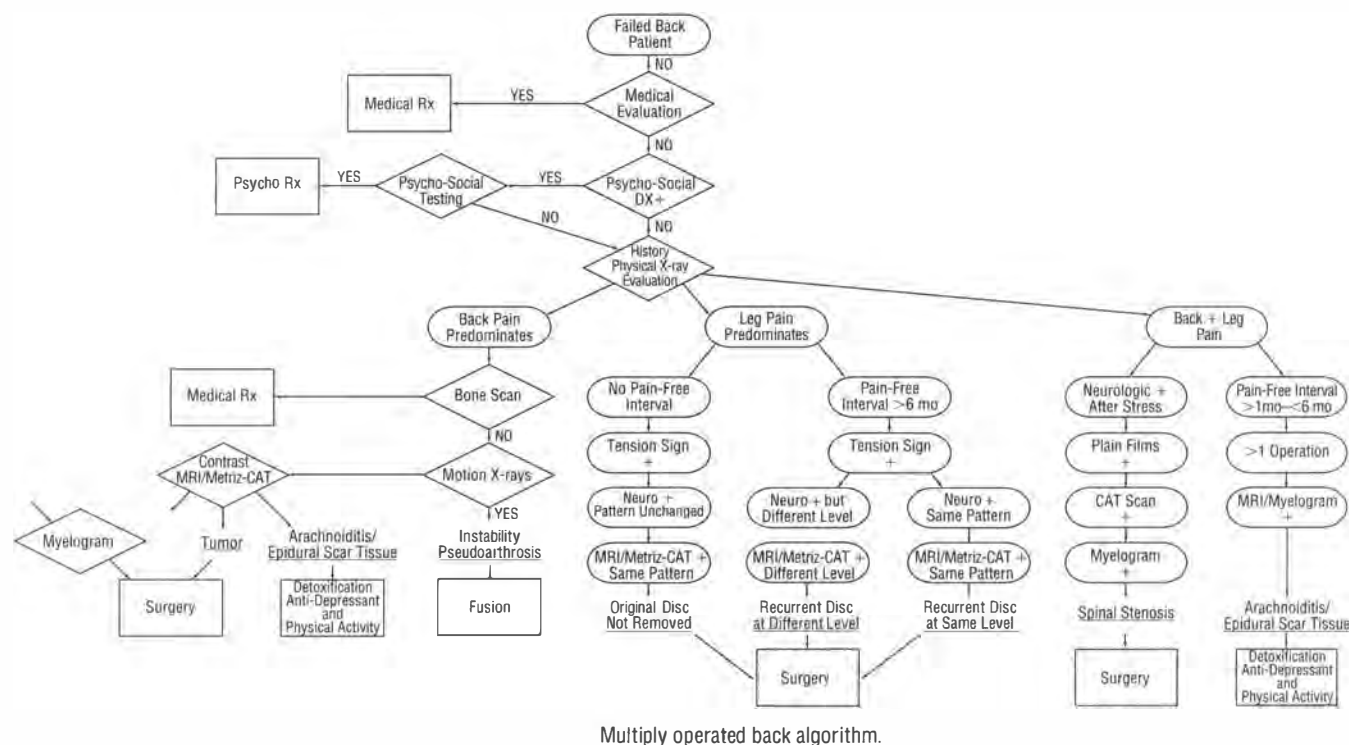 Failed Back
Patient
NO
Medical
Evaluation
YES
Medical Rx
NO
Psycho-Social
DX+
YES
Psycho-Social
Testing
YES
Psycho Rx
NO
NO
History
Physical X-ray
Evaluation
Back Pain
Predominates
Leg Pain
Predominates
Back + Leg
Pain
Bone Scan
Medical Rx
NO
Motion X-rays
Contrast
MRI/Metriz-CAT
YES
Myelogram
Tumor
Arachnoiditis/
Epidural Scar Tissue
Instability
Pseudoarthrosis
Surgery
Detoxification
Anti-Depressant
and
Physical Activity
Fusion
No Pain-Free
Interval
Tension Sign
+
Neuro +
Pattern Unchanged
MRI/Metriz-CAT +
Same Pattern
Original Disc
Not Removed
Pain-Free
Interval >6 mo
Tension Sign
+
Neuro + but
Different Level
MRI/Metriz-CAT +
Different Level
Recurrent Disc
at Different Level
Neuro +
Same Pattern
MRI/Metriz-CAT +
Same Pattern
Recurrent Disc
at Same Level
Surgery
Neurologic +
After Stress
Plain Films
+
CAT Scan
+
Myelogram
+
Spinal Stenosis
Surgery
Pain-Free Interval
>1mo-<6 mo
>1 Operation
MRI/Myelogram
+
Arachnoiditis/
Epidural Scar Tissue
Detoxification
Anti-Depressant
and
Physical Activity
Multiply operated back algorithm.